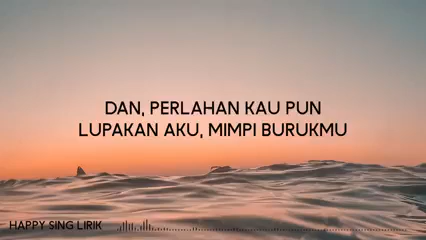 DAN, PERLAHAN KAU PUN
LUPAKAN AKU, MIMPI BURUKMU
HAPPY SING LIRIK